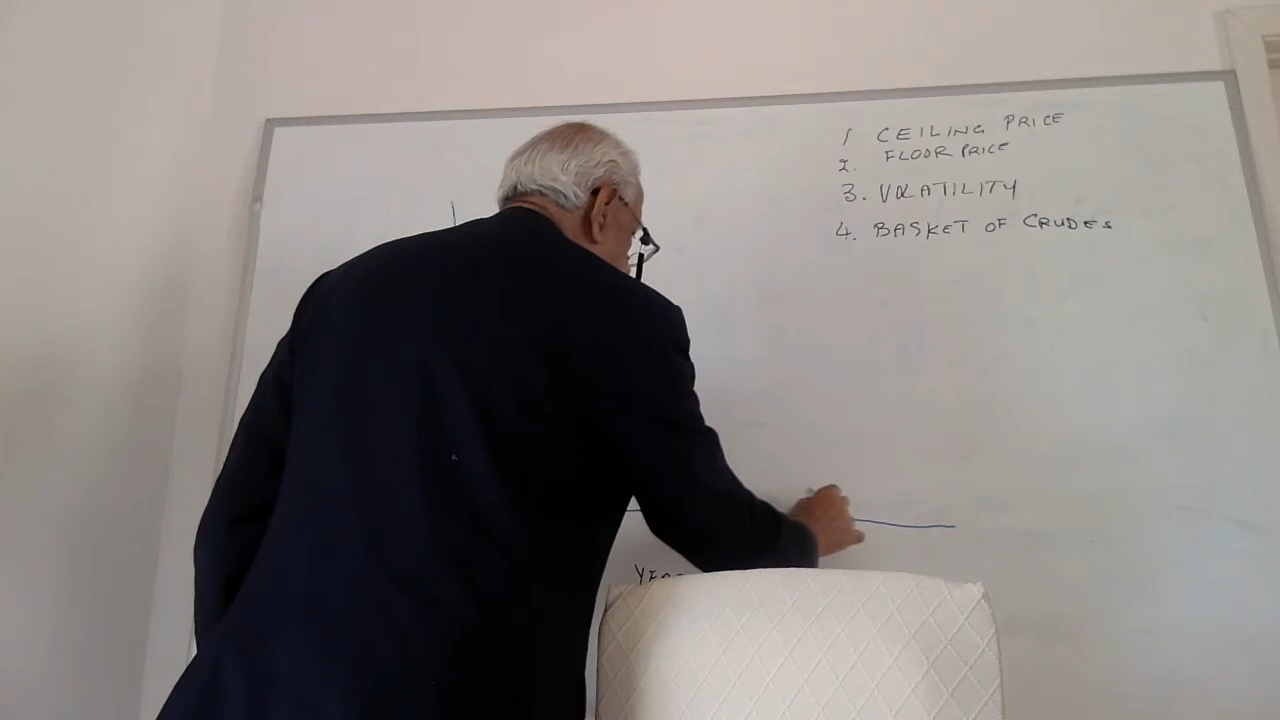 1 CEILING PRICE
2. FLOOR PRICE
3. VOLATILITY
4. BASKET OF CRUDES